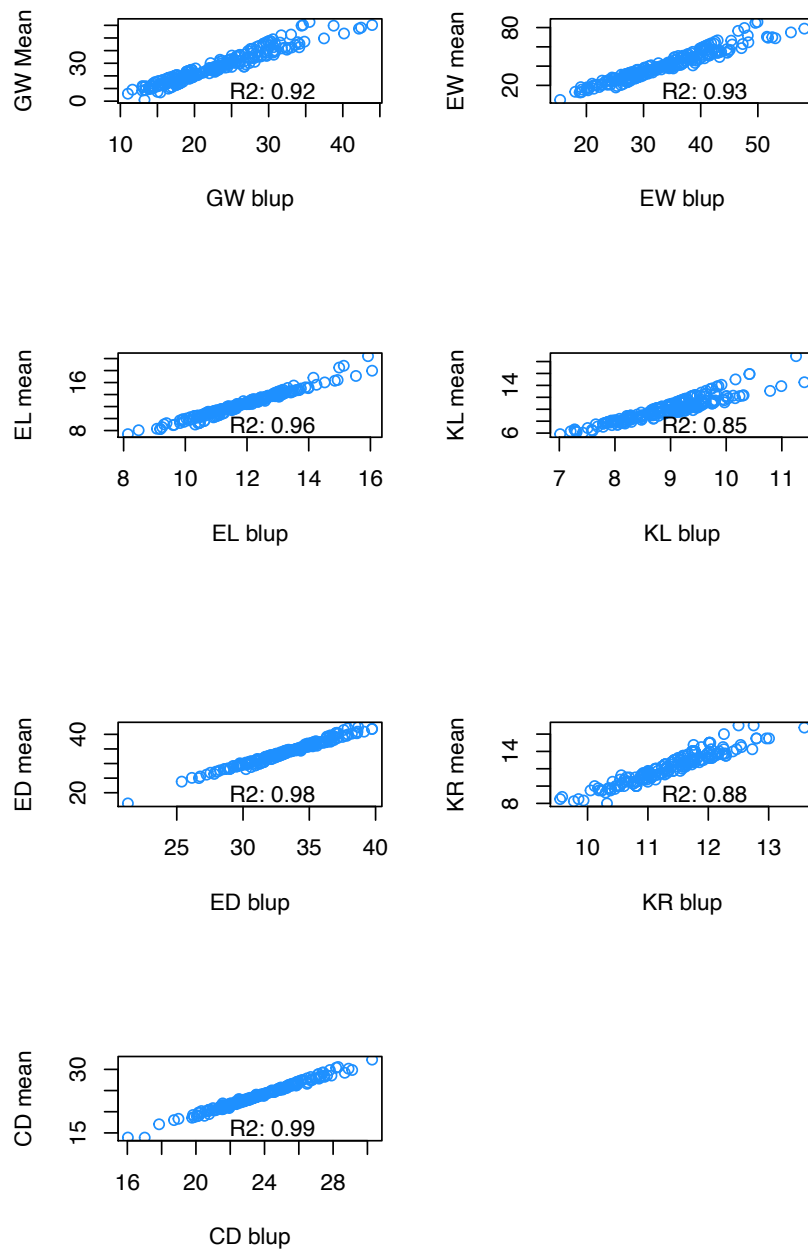 GW Mean
0 30
R2: 0.92
10 20 30 40
GW blup
EW mean
20 80
R2: 0.93
20 30 40 50
EW blup
EL mean
8 16
R2: 0.96
8 10 12 14 16
EL blup
KL mean
6 14
R2: 0.85
7 8 9 10 11
KL blup
ED mean
20 40
R2: 0.98
25 30 35 40
ED blup
KR mean
8 14
R2: 0.88
10 11 12 13
KR blup
CD mean
15 30
R2: 0.99
16 20 24 28
CD blup